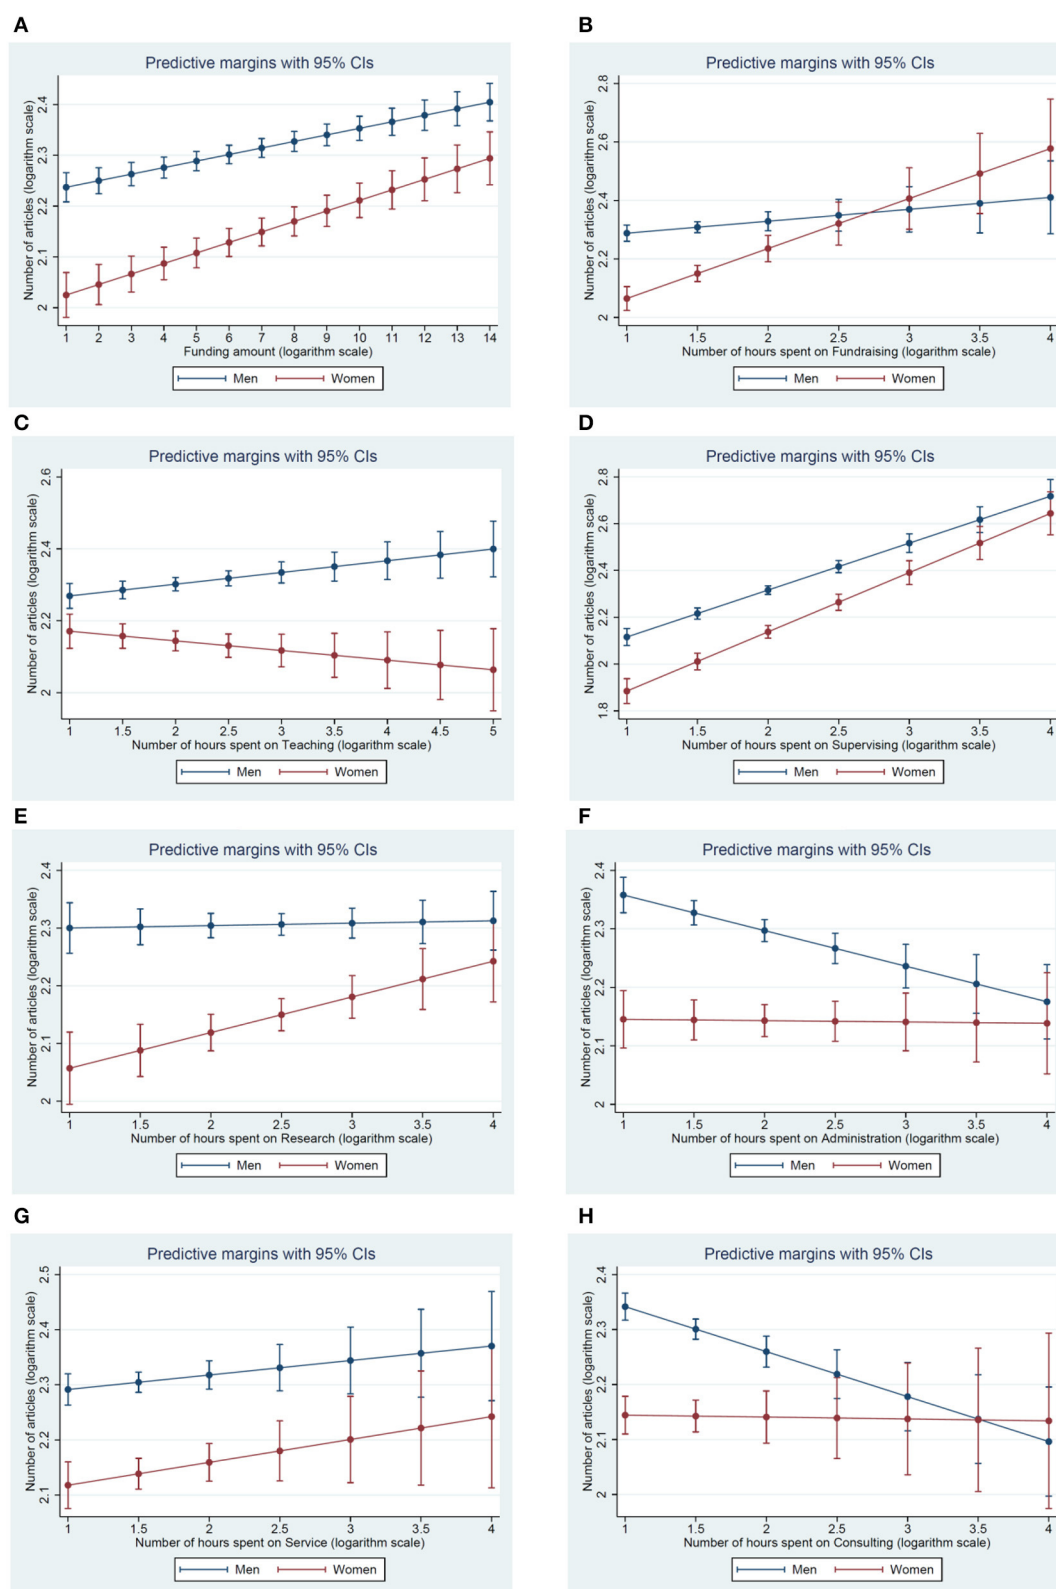 A
Predictive margins with 95% CIs
Number of articles (logarithm scale)
2.4
2.3
2.2
2.1
2
1 2 3 4 5 6 7 8 9 10 11 12 13 14
Funding amount (logarithm scale)
Men Women
B
Predictive margins with 95% CIs
Number of articles (logarithm scale)
2.8
2.6
2.4
2.2
2
1 1.5 2 2.5 3 3.5 4
Number of hours spent on Fundraising (logarithm scale)
Men Women
C
Predictive margins with 95% CIs
Number of articles (logarithm scale)
2.6
2.4
2.2
2
1 1.5 2 2.5 3 3.5 4 4.5 5
Number of hours spent on Teaching (logarithm scale)
Men Women
D
Predictive margins with 95% CIs
Number of articles (logarithm scale)
2.8
2.6
2.4
2.2
2
1.8
1 1.5 2 2.5 3 3.5 4
Number of hours spent on Supervising (logarithm scale)
Men Women
E
Predictive margins with 95% CIs
Number of articles (logarithm scale)
2.4
2.3
2.2
2.1
2
1 1.5 2 2.5 3 3.5 4
Number of hours spent on Research (logarithm scale)
Men Women
F
Predictive margins with 95% CIs
Number of articles (logarithm scale)
2.4
2.3
2.2
2.1
2
1 1.5 2 2.5 3 3.5 4
Number of hours spent on Administration (logarithm scale)
Men Women
G
Predictive margins with 95% CIs
Number of articles (logarithm scale)
2.5
2.4
2.3
2.2
2.1
1 1.5 2 2.5 3 3.5 4
Number of hours spent on Service (logarithm scale)
Men Women
H
Predictive margins with 95% CIs
Number of articles (logarithm scale)
2.4
2.3
2.2
2.1
2
1 1.5 2 2.5 3 3.5 4
Number of hours spent on Consulting (logarithm scale)
Men Women